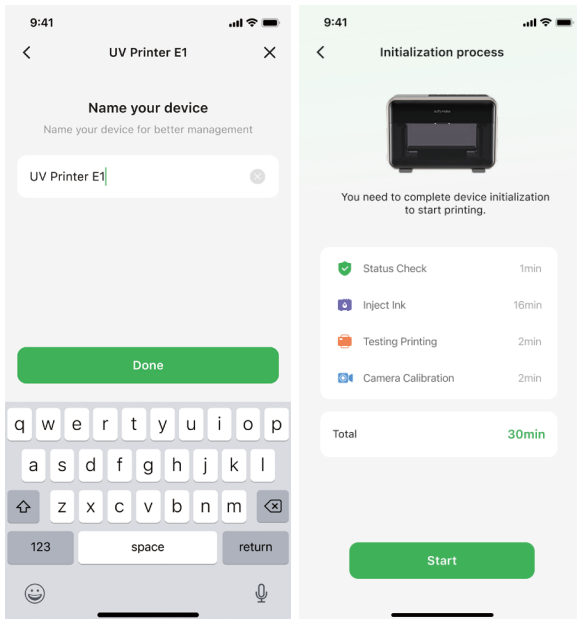 9:41
UV Printer E1
Name your device
Name your device for better management
UV Printer E1
Done
q w e r t y u i o p
a s d f g h j k l
z x c v b n m
123 space return
9:41
Initialization process
You need to complete device initialization
to start printing.
Status Check 1min
Inject Ink 16min
Testing Printing 2min
Camera Calibration 2min
Total 30min
Start